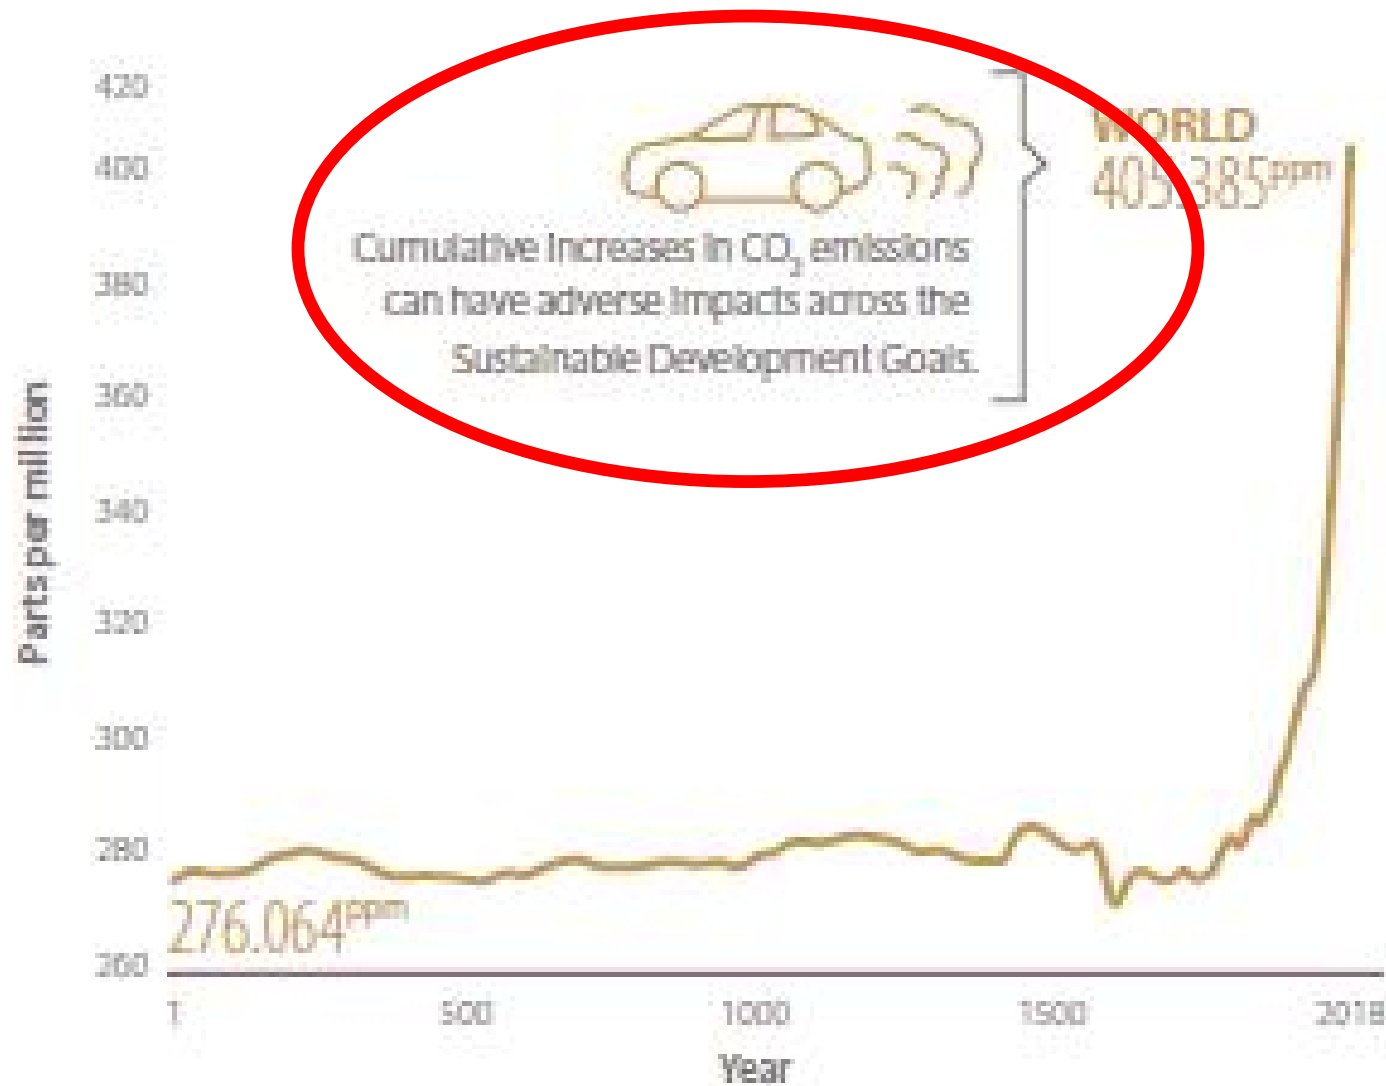 420
400
380
360
340
320
300
280
260
Parts per million
WORLD
405.385ppm
Cumulative increases in CO₂ emissions
can have adverse impacts across the
Sustainable Development Goals.
276.064ppm
1 500 1000 1500 2018
Year